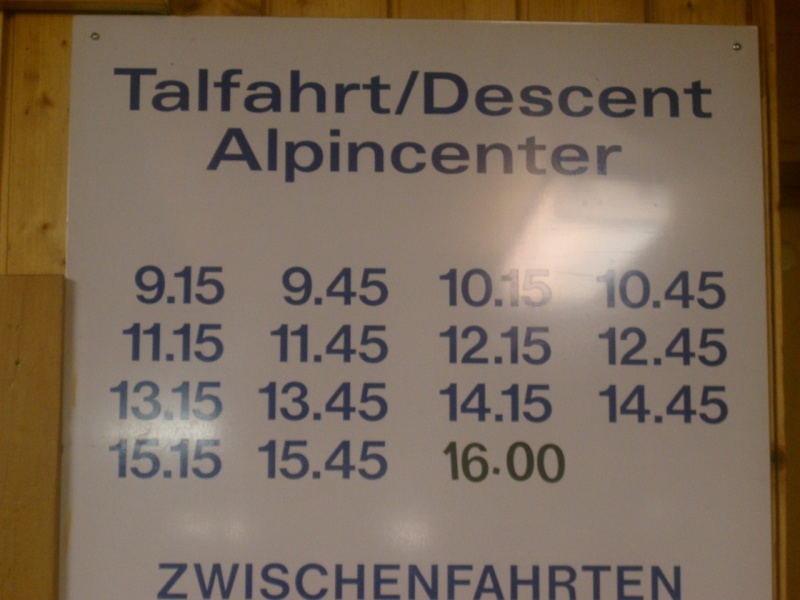 Talfahrt/Descent
Alpincenter
9.15 9.45 10.15 10.45
11.15 11.45 12.15 12.45
13.15 13.45 14.15 14.45
15.15 15.45 16.00
ZWISCHENFAHRTEN